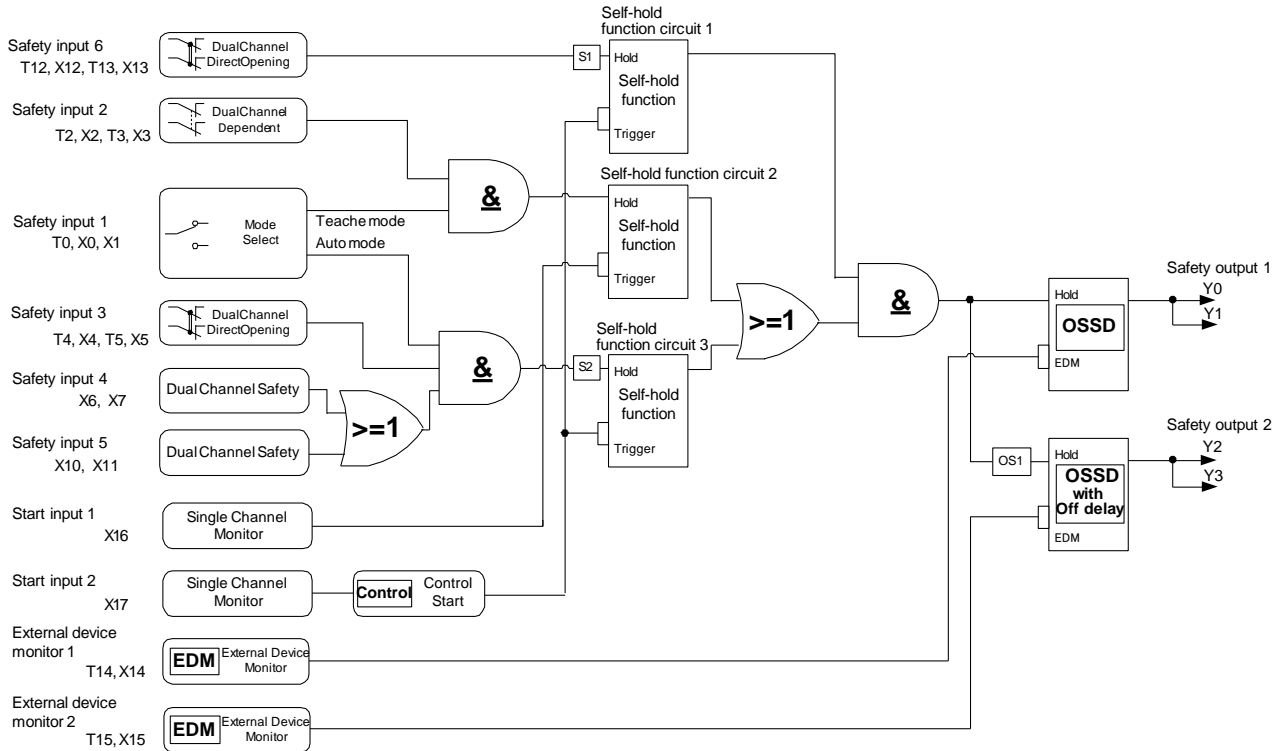 Safety input 6
T12, X12, T13, X13
DualChannel
DirectOpening
Safety input 2
T2, X2, T3, X3
DualChannel
Dependent
Safety input 1
T0, X0, X1
Mode
Select
Teache mode
Auto mode
Safety input 3
T4, X4, T5, X5
DualChannel
DirectOpening
Safety input 4
X6, X7
Dual Channel Safety
Safety input 5
X10, X11
Dual Channel Safety
Start input 1
X16
Single Channel
Monitor
Start input 2
X17
Single Channel
Monitor
Control
Control
Start
External device
monitor 1
T14, X14
EDM
External Device
Monitor
External device
monitor 2
T15, X15
EDM
External Device
Monitor
&
&
>=1
S1
S2
Self-hold
function circuit 1
Hold
Self-hold
function
Trigger
Self-hold function circuit 2
Hold
Self-hold
function
Trigger
Self-hold
function circuit 3
Hold
Self-hold
function
Trigger
>=1
&
Hold
OSSD
EDM
Safety output 1
Y0
Y1
OS1
Hold
OSSD
with
Off delay
EDM
Safety output 2
Y2
Y3